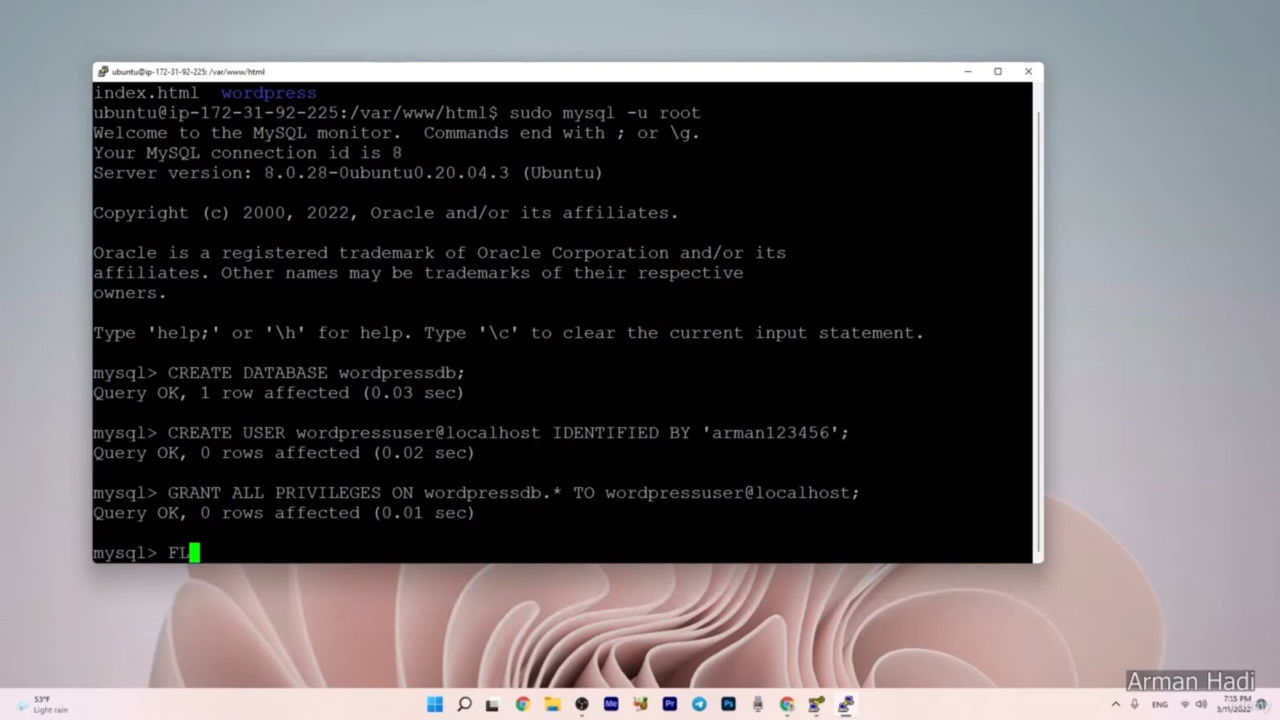 ubuntu@ip-172-31-92-225: /var/www/html
index.html  wordpress
ubuntu@ip-172-31-92-225:/var/www/html$ sudo mysql -u root
Welcome to the MySQL monitor.  Commands end with ; or \g.
Your MySQL connection id is 8
Server version: 8.0.28-0ubuntu0.20.04.3 (Ubuntu)
Copyright (c) 2000, 2022, Oracle and/or its affiliates.
Oracle is a registered trademark of Oracle Corporation and/or its
affiliates. Other names may be trademarks of their respective
owners.
Type 'help;' or '\h' for help. Type '\c' to clear the current input statement.
mysql> CREATE DATABASE wordpressdb;
Query OK, 1 row affected (0.03 sec)
mysql> CREATE USER wordpressuser@localhost IDENTIFIED BY 'arman123456';
Query OK, 0 rows affected (0.02 sec)
mysql> GRANT ALL PRIVILEGES ON wordpressdb.* TO wordpressuser@localhost;
Query OK, 0 rows affected (0.01 sec)
mysql> FL
Arman Hadi
53°F
Light rain
Me
Pr
Ps
ENG
7:15 PM
3/11/2022